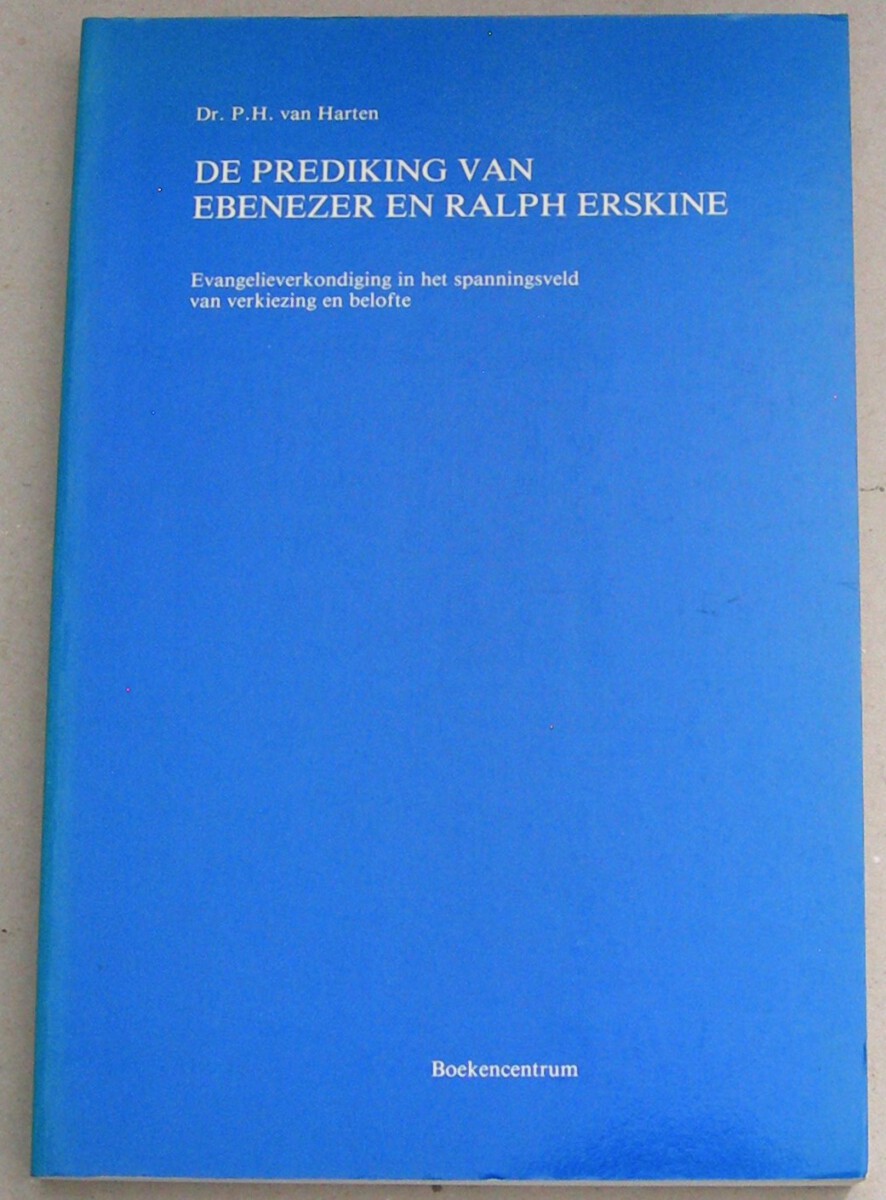 Dr. P.H. van Harten
DE PREDIKING VAN
EBENEZER EN RALPH ERSKINE
Evangelieverkondiging in het spanningsveld
van verkiezing en belofte
Boekencentrum